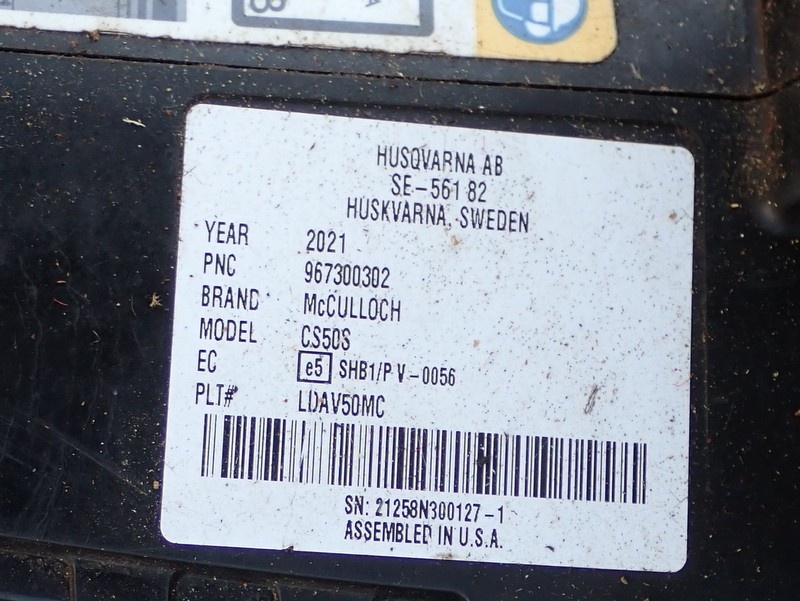 8
HUSQVARNA AB
SE-561 82
HUSKVARNA, SWEDEN
YEAR 2021
PNC 967300302
BRAND McCULLOCH
MODEL CS50S
EC e5 SHB1/P V-0056
PLT# LDAV50MC
SN: 21258N300127-1
ASSEMBLED IN U.S.A.